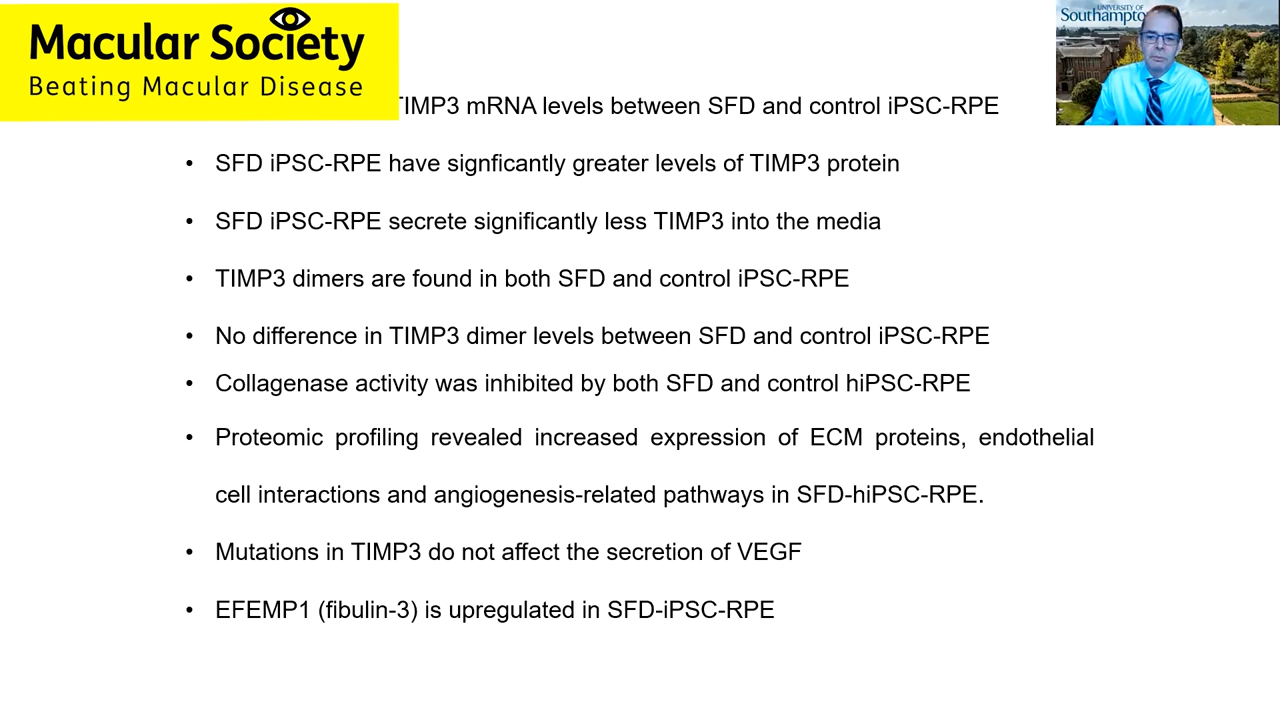 Macular Society
Beating Macular Disease
UNIVERSITY OF
Southampto
TIMP3 mRNA levels between SFD and control iPSC-RPE
• SFD iPSC-RPE have signficantly greater levels of TIMP3 protein
• SFD iPSC-RPE secrete significantly less TIMP3 into the media
• TIMP3 dimers are found in both SFD and control iPSC-RPE
• No difference in TIMP3 dimer levels between SFD and control iPSC-RPE
• Collagenase activity was inhibited by both SFD and control hiPSC-RPE
• Proteomic profiling revealed increased expression of ECM proteins, endothelial
cell interactions and angiogenesis-related pathways in SFD-hiPSC-RPE.
• Mutations in TIMP3 do not affect the secretion of VEGF
• EFEMP1 (fibulin-3) is upregulated in SFD-iPSC-RPE